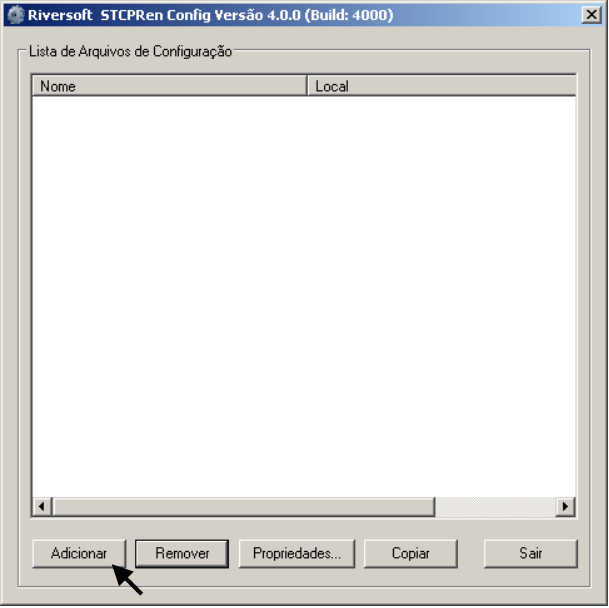 Riversoft STCPRen Config Versão 4.0.0 (Build: 4000)
Lista de Arquivos de Configuração
Nome Local
Adicionar Remover Propriedades... Copiar Sair